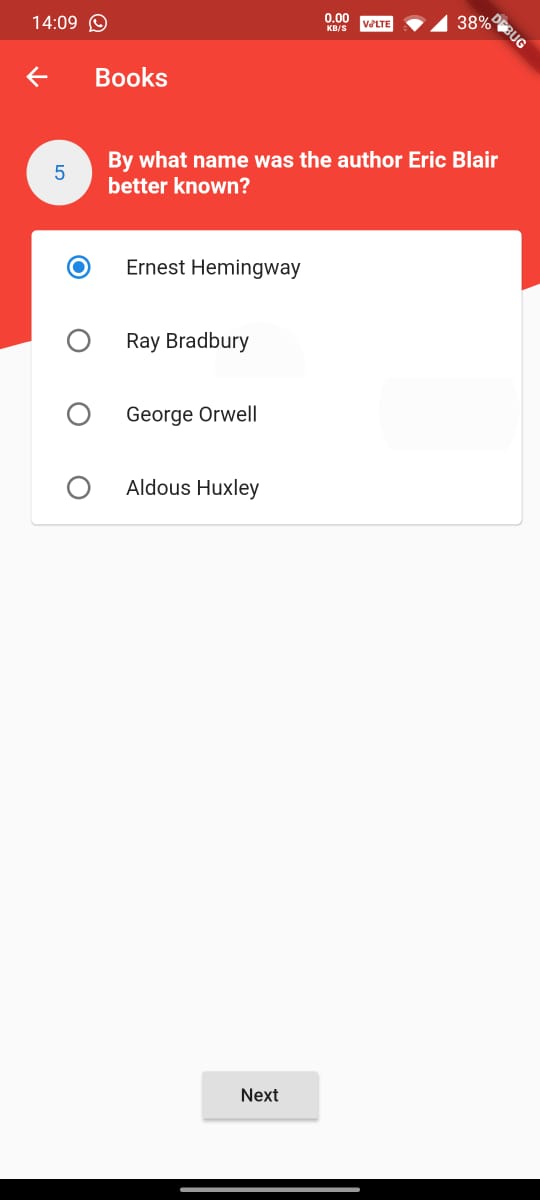 14:09 0.00 KB/S VoLTE 38%
DEBUG
Books
5
By what name was the author Eric Blair
better known?
Ernest Hemingway
Ray Bradbury
George Orwell
Aldous Huxley
Next